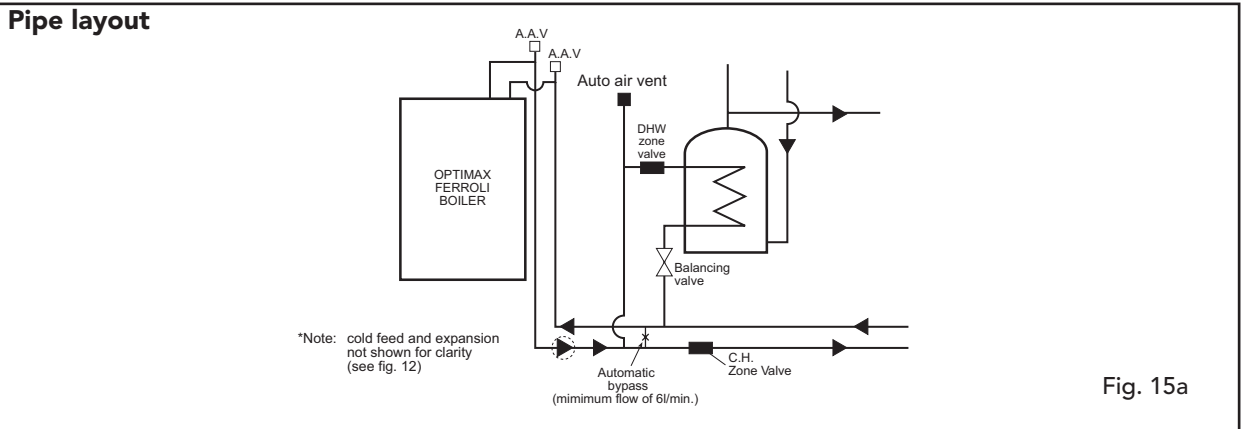 Pipe layout
A.A.V
A.A.V
Auto air vent
DHW
zone
valve
OPTIMAX
FERROLI
BOILER
Balancing
valve
*Note: cold feed and expansion
not shown for clarity
(see fig. 12)
Automatic
bypass
(mimimum flow of 6l/min.)
C.H.
Zone Valve
Fig. 15a